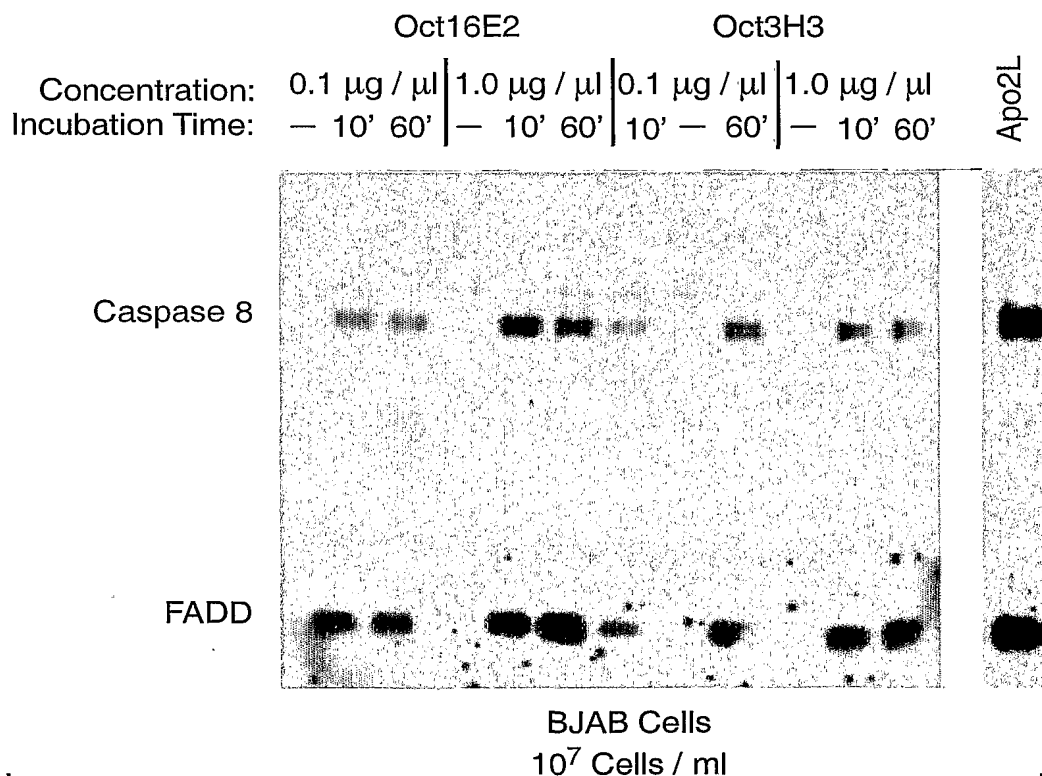 Oct16E2 Oct3H3
Concentration: 0.1 μg / μl 1.0 μg / μl 0.1 μg / μl 1.0 μg / μl Apo2L
Incubation Time: — 10' 60' — 10' 60' 10' — 60' — 10' 60'
Caspase 8
FADD
BJAB Cells
10⁷ Cells / ml